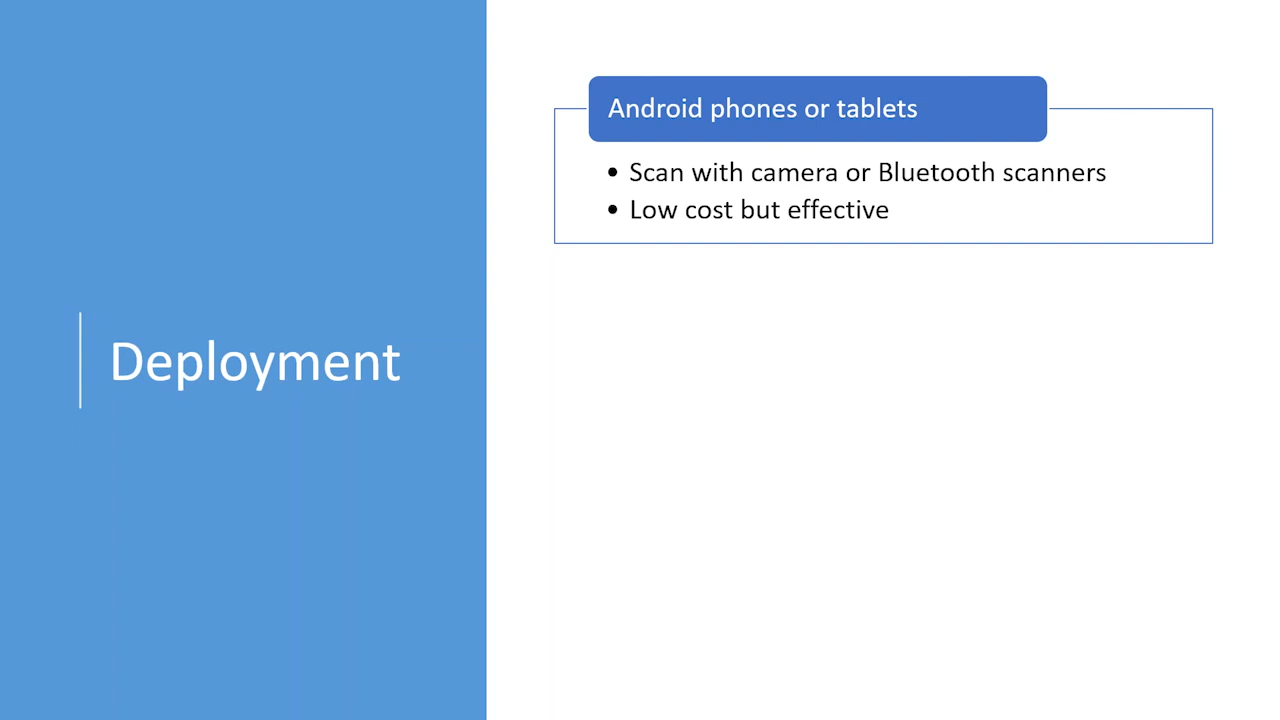 Deployment
Android phones or tablets
• Scan with camera or Bluetooth scanners
• Low cost but effective